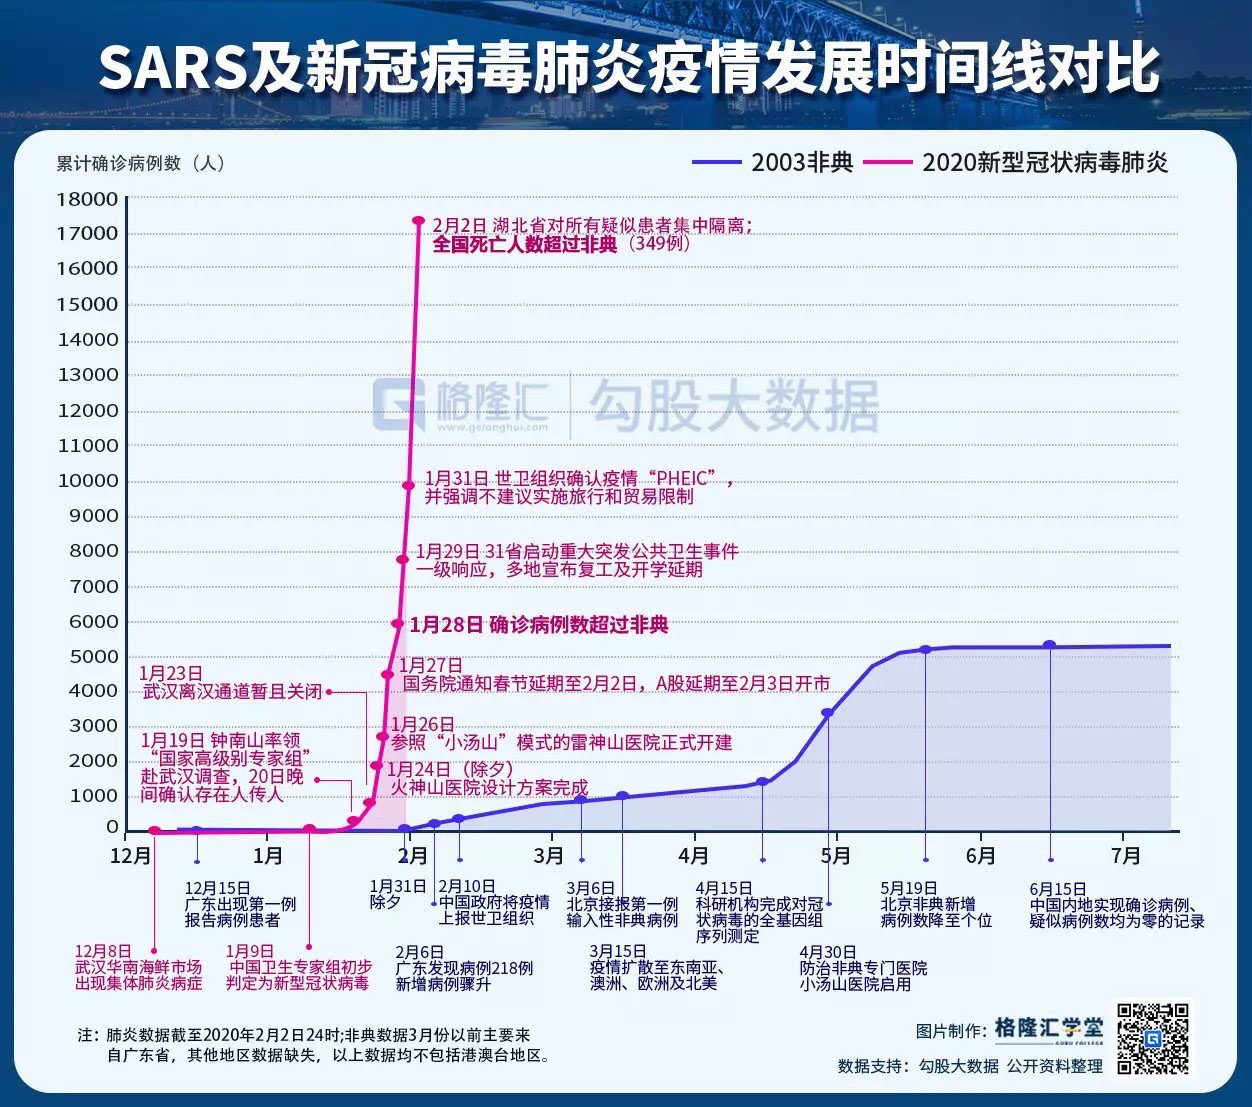 SARS及新冠病毒肺炎疫情发展时间线对比
累计确诊病例数（人）
2003非典
2020新型冠状病毒肺炎
18000
17000
16000
15000
14000
13000
12000
11000
10000
9000
8000
7000
6000
5000
4000
3000
2000
1000
0
2月2日 湖北省对所有疑似患者集中隔离；
全国死亡人数超过非典（349例）
格隆汇
www.gelonghui.com
勾股大数据
1月31日 世卫组织确认疫情“PHEIC”，
并强调不建议实施旅行和贸易限制
1月29日 31省启动重大突发公共卫生事件
一级响应，多地宣布复工及开学延期
1月28日 确诊病例数超过非典
1月27日
国务院通知春节延期至2月2日，A股延期至2月3日开市
1月23日
武汉离汉通道暂且关闭
1月26日
参照“小汤山”模式的雷神山医院正式开建
1月19日 钟南山率领
“国家高级别专家组”
赴武汉调查，20日晚
间确认存在人传人
1月24日（除夕）
火神山医院设计方案完成
12月
1月
2月
3月
4月
5月
6月
7月
12月15日
广东出现第一例
报告病例患者
1月31日
除夕
2月10日
中国政府将疫情
上报世卫组织
3月6日
北京接报第一例
输入性非典病例
4月15日
科研机构完成对冠
状病毒的全基因组
序列测定
5月19日
北京非典新增
病例数降至个位
6月15日
中国内地实现确诊病例、
疑似病例数均为零的记录
12月8日
武汉华南海鲜市场
出现集体肺炎病症
1月9日
中国卫生专家组初步
判定为新型冠状病毒
2月6日
广东发现病例218例
新增病例骤升
3月15日
疫情扩散至东南亚、
澳洲、欧洲及北美
4月30日
防治非典专门医院
小汤山医院启用
注：肺炎数据截至2020年2月2日24时;非典数据3月份以前主要来
自广东省，其他地区数据缺失，以上数据均不包括港澳台地区。
图片制作：格隆汇学堂
GURU COLLEGE
数据支持：勾股大数据 公开资料整理